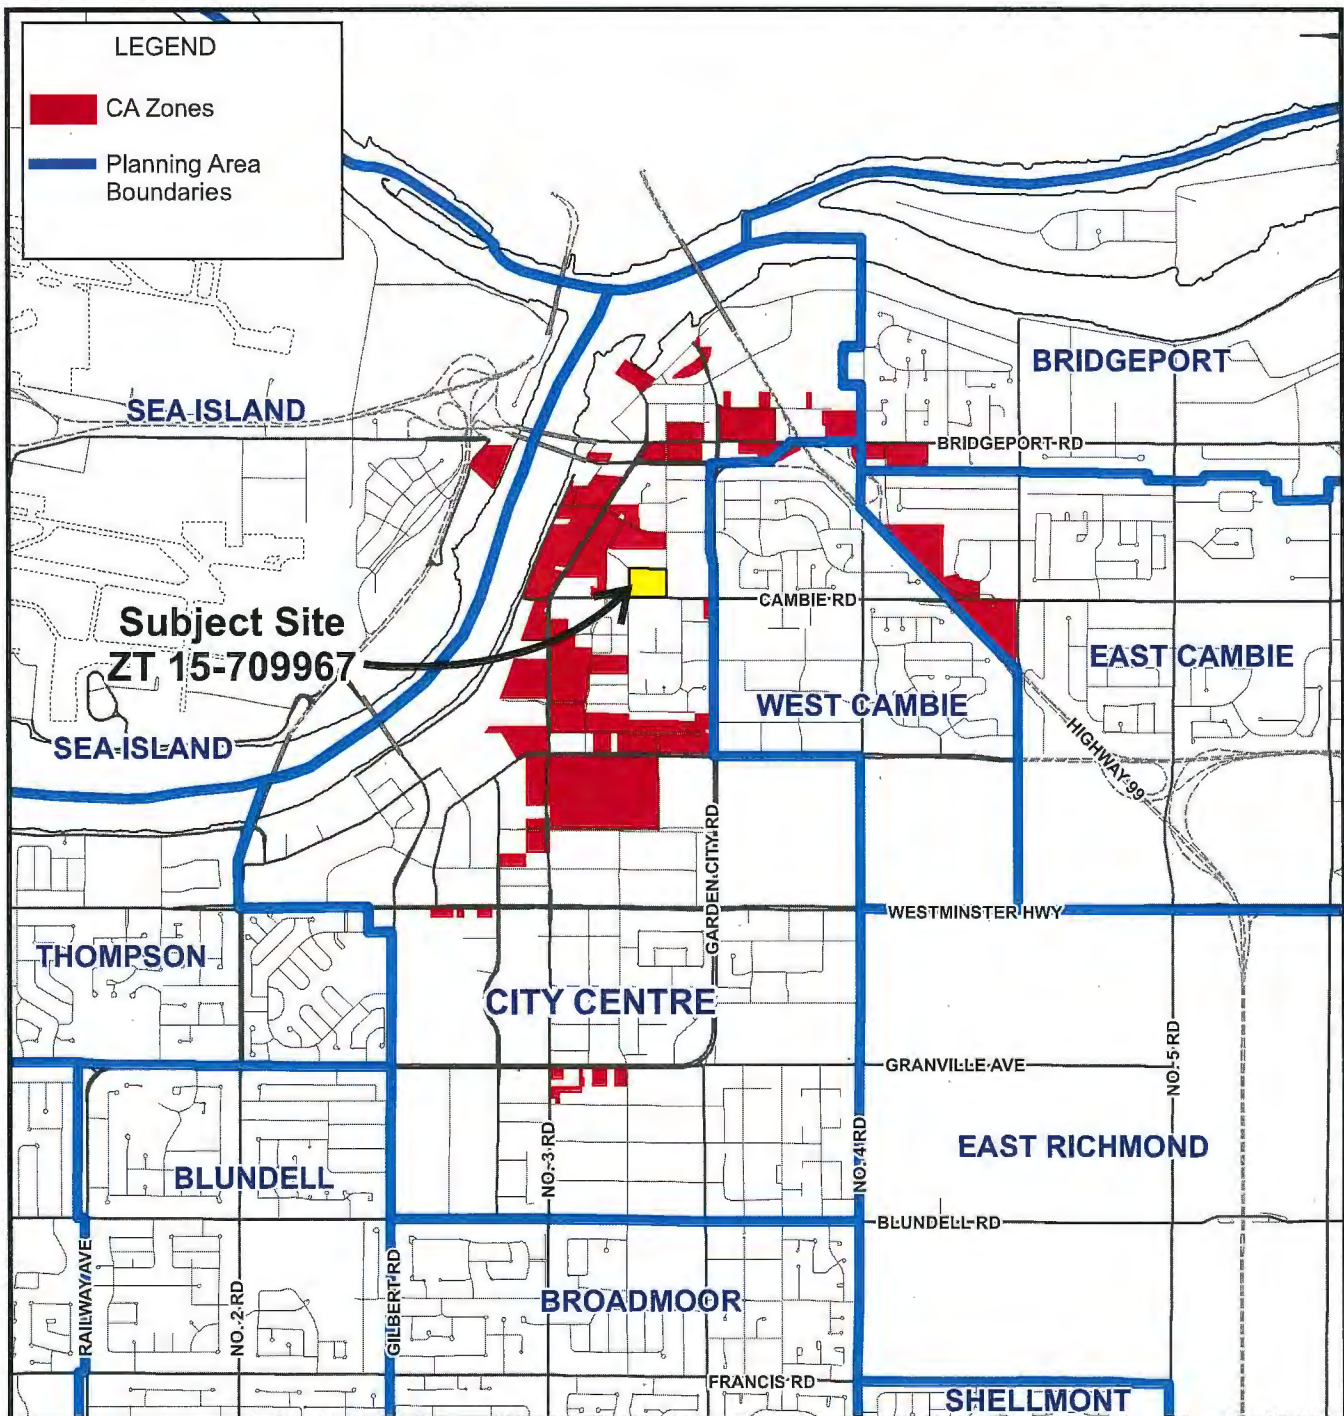 LEGEND
CA Zones
Planning Area
Boundaries
BRIDGEPORT
SEA ISLAND
BRIDGEPORT RD
CAMBIE RD
Subject Site
ZT 15-709967
EAST CAMBIE
WEST CAMBIE
SEA ISLAND
HIGHWAY 99
GARDEN CITY RD
WESTMINSTER HWY
THOMPSON
CITY CENTRE
NO. 5 RD
GRANVILLE AVE
NO. 3 RD
NO. 4 RD
EAST RICHMOND
BLUNDELL
BLUNDELL RD
RAILWAY AVE
NO. 2 RD
GILBERT RD
BROADMOOR
FRANCIS RD
SHELLMONT